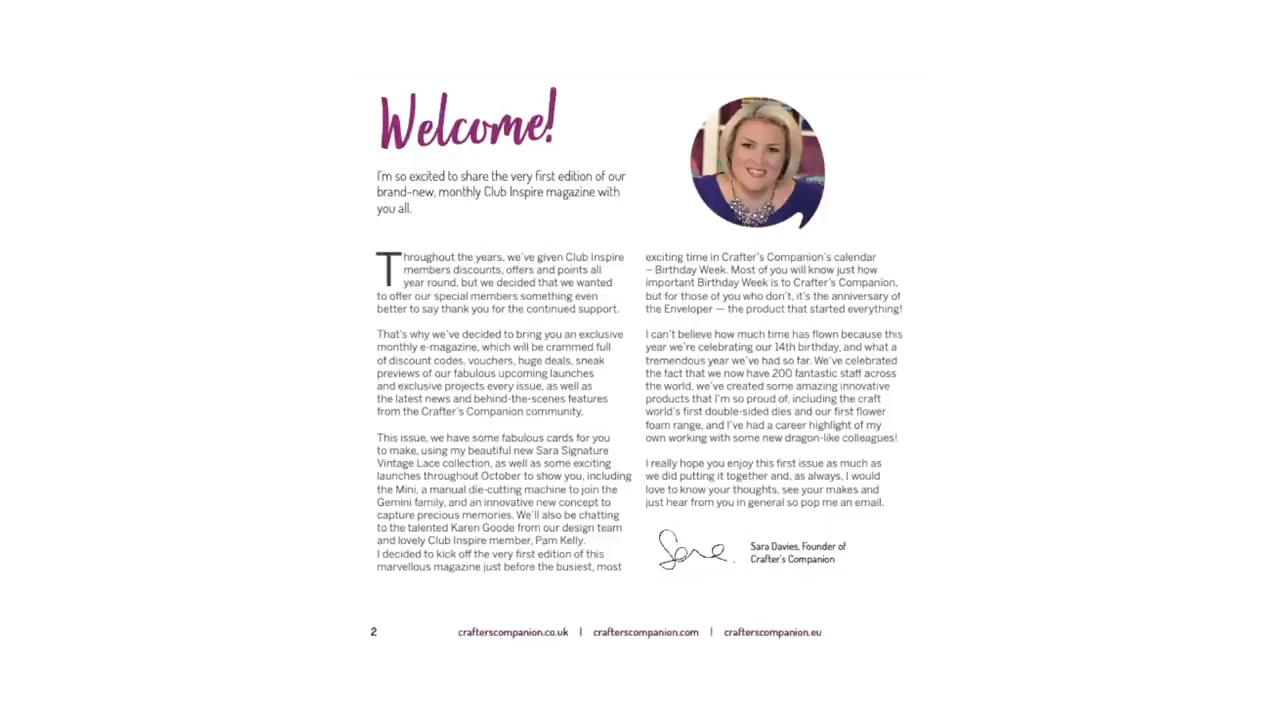 Welcome!
I'm so excited to share the very first edition of our
brand-new, monthly Club Inspire magazine with
you all.
Throughout the years, we've given Club Inspire
members discounts, offers and points all
year round, but we decided that we wanted
to offer our special members something even
better to say thank you for the continued support.
That's why we've decided to bring you an exclusive
monthly e-magazine, which will be crammed full
of discount codes, vouchers, huge deals, sneak
previews of our fabulous upcoming launches
and exclusive projects every issue, as well as
the latest news and behind-the-scenes features
from the Crafter's Companion community.
This issue, we have some fabulous cards for you
to make, using my beautiful new Sara Signature
Vintage Lace collection, as well as some exciting
launches throughout October to show you, including
the Mini, a manual die-cutting machine to join the
Gemini family, and an innovative new concept to
capture precious memories. We'll also be chatting
to the talented Karen Goode from our design team
and lovely Club Inspire member, Pam Kelly.
I decided to kick off the very first edition of this
marvellous magazine just before the busiest, most
exciting time in Crafter's Companion's calendar
– Birthday Week. Most of you will know just how
important Birthday Week is to Crafter's Companion,
but for those of you who don't, it's the anniversary of
the Enveloper — the product that started everything!
I can't believe how much time has flown because this
year we're celebrating our 14th birthday, and what a
tremendous year we've had so far. We've celebrated
the fact that we now have 200 fantastic staff across
the world, we've created some amazing innovative
products that I'm so proud of, including the craft
world's first double-sided dies and our first flower
foam range, and I've had a career highlight of my
own working with some new dragon-like colleagues!
I really hope you enjoy this first issue as much as
we did putting it together and, as always, I would
love to know your thoughts, see your makes and
just hear from you in general so pop me an email.
Sara.
Sara Davies, Founder of
Crafter's Companion
2 crafterscompanion.co.uk | crafterscompanion.com | crafterscompanion.eu